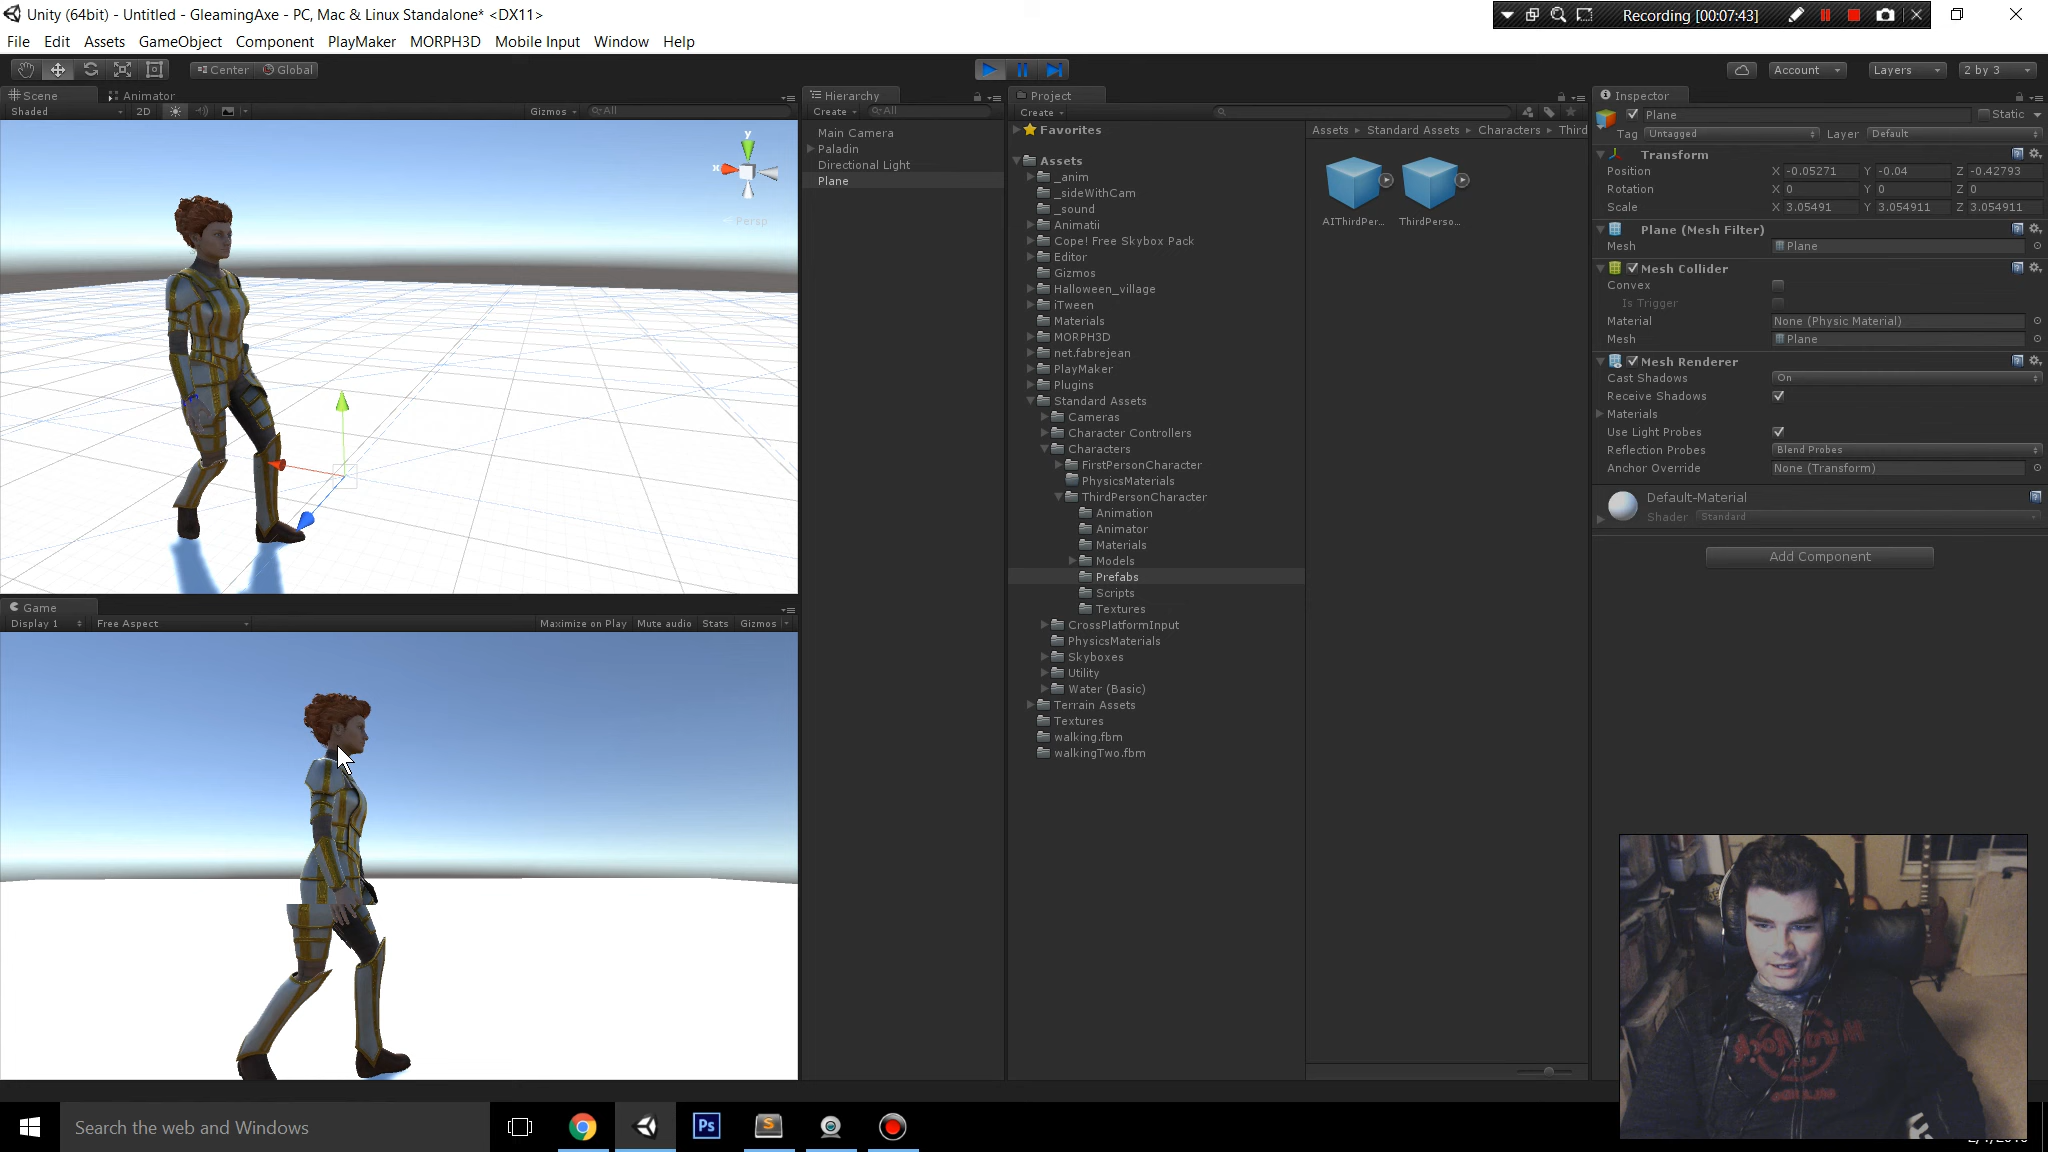 Unity (64bit) - Untitled - GleamingAxe - PC, Mac & Linux Standalone* <DX11>
Recording [00:07:43]
File Edit Assets GameObject Component PlayMaker MORPH3D Mobile Input Window Help
Center Global
Account Layers 2 by 3
Scene Animator
Shaded 2D Gizmos All
y
x
Persp
Game
Display 1 Free Aspect Maximize on Play Mute audio Stats Gizmos
Hierarchy
Create All
Main Camera
Paladin
Directional Light
Plane
Project
Create
Favorites
Assets
_anim
_sideWithCam
_sound
Animatii
Cope! Free Skybox Pack
Editor
Gizmos
Halloween_village
iTween
Materials
MORPH3D
net.fabrejean
PlayMaker
Plugins
Standard Assets
Cameras
Character Controllers
Characters
FirstPersonCharacter
PhysicsMaterials
ThirdPersonCharacter
Animation
Animator
Materials
Models
Prefabs
Scripts
Textures
CrossPlatformInput
PhysicsMaterials
Skyboxes
Utility
Water (Basic)
Terrain Assets
Textures
walking.fbm
walkingTwo.fbm
Assets Standard Assets Characters Third
AIThirdPer... ThirdPerso...
Inspector
Plane Static
Tag Untagged Layer Default
Transform
Position X -0.05271 Y -0.04 Z -0.42793
Rotation X 0 Y 0 Z 0
Scale X 3.05491 Y 3.054911 Z 3.054911
Plane (Mesh Filter)
Mesh Plane
Mesh Collider
Convex
Is Trigger
Material None (Physic Material)
Mesh Plane
Mesh Renderer
Cast Shadows On
Receive Shadows
Materials
Use Light Probes
Reflection Probes Blend Probes
Anchor Override None (Transform)
Default-Material
Shader Standard
Add Component
Search the web and Windows
Ps
S